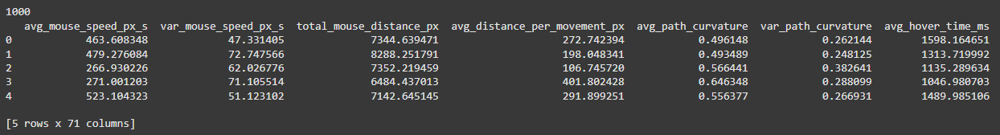 1000
avg_mouse_speed_px_s var_mouse_speed_px_s total_mouse_distance_px avg_distance_per_movement_px avg_path_curvature var_path_curvature avg_hover_time_ms
0 463.608348 47.331405 7344.639471 272.742394 0.496148 0.262144 1598.164651
1 479.276084 72.747566 8288.251791 198.048341 0.493489 0.248125 1313.719992
2 266.930226 62.026776 7352.219459 106.745720 0.566441 0.382641 1135.289634
3 271.001203 71.105514 6484.437013 401.802428 0.646348 0.288099 1046.980703
4 523.104323 51.123102 7142.645145 291.899251 0.556377 0.266931 1489.985106
[5 rows x 71 columns]